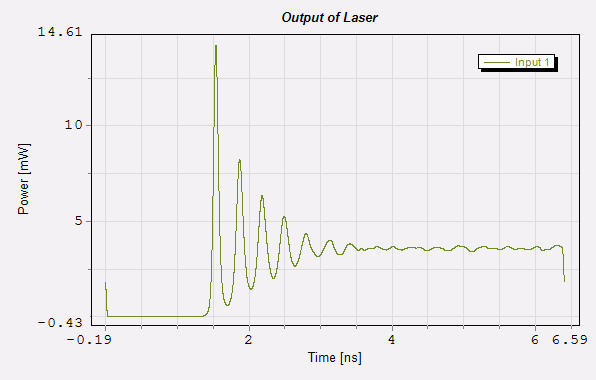 Output of Laser
14.61
Input 1
10
Power [mW]
5
-0.43
-0.19 2 4 6 6.59
Time [ns]